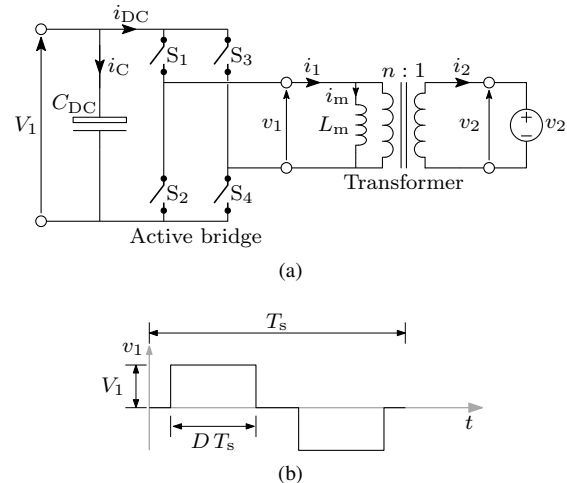 i_DC
S_1
S_3
i_C
C_DC
V_1
S_2
S_4
Active bridge
i_1
n : 1
i_2
i_m
L_m
v_1
v_2
+
−
v_2
Transformer
(a)
T_s
v_1
V_1
D T_s
t
(b)